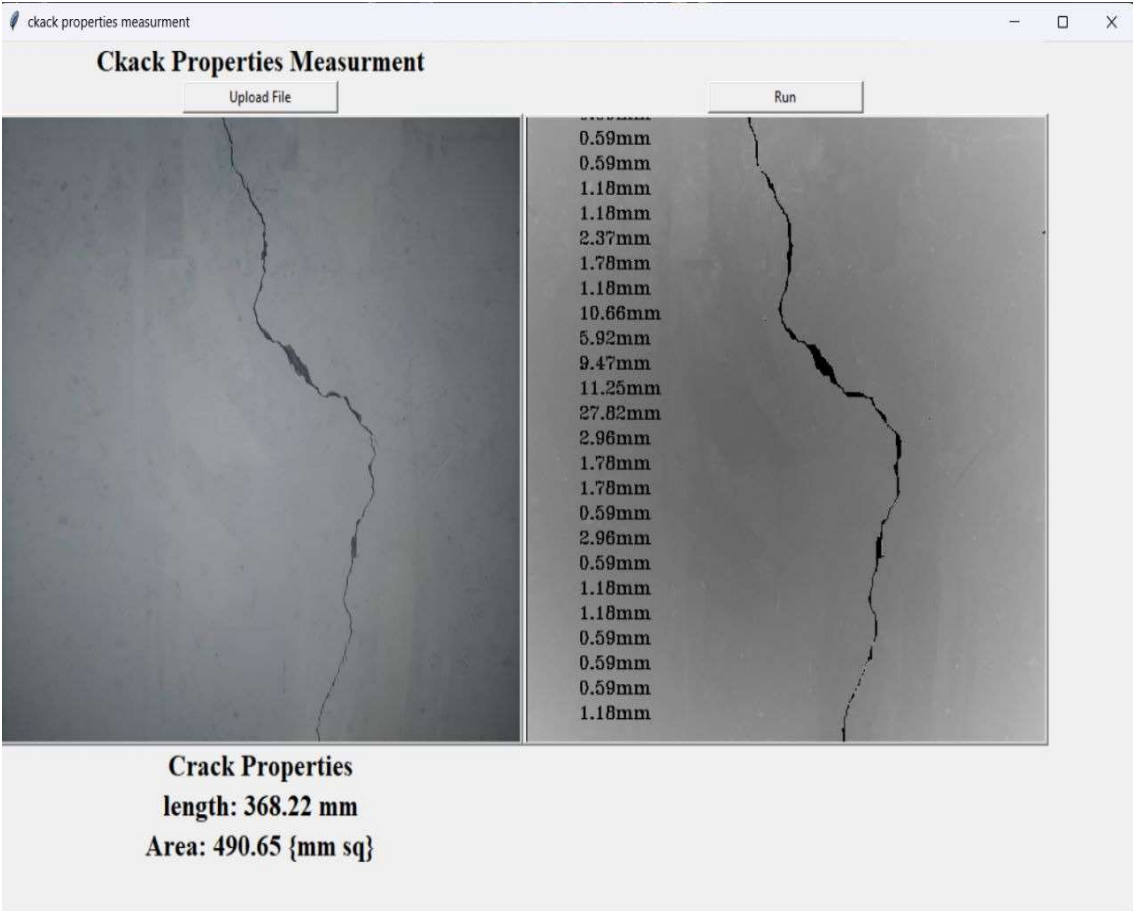 ckack properties measurment
Ckack Properties Measurment
Upload File
Run
0.59mm
0.59mm
1.18mm
1.18mm
2.37mm
1.78mm
1.18mm
10.66mm
5.92mm
9.47mm
11.25mm
27.82mm
2.96mm
1.78mm
1.78mm
0.59mm
2.96mm
0.59mm
1.18mm
1.18mm
0.59mm
0.59mm
0.59mm
1.18mm
Crack Properties
length: 368.22 mm
Area: 490.65 {mm sq}